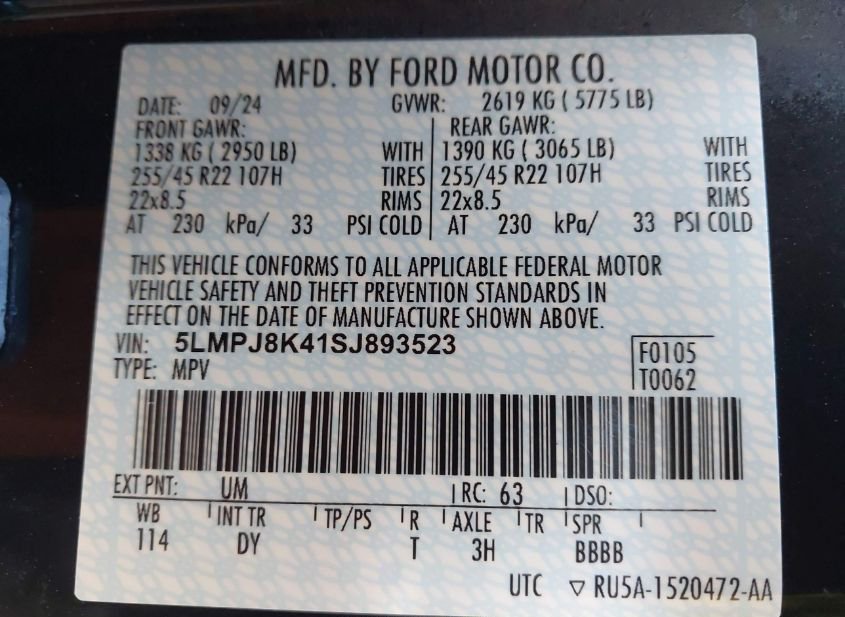 MFD. BY FORD MOTOR CO.
DATE: 09/24 GVWR: 2619 KG ( 5775 LB)
FRONT GAWR: REAR GAWR:
1338 KG ( 2950 LB) WITH 1390 KG ( 3065 LB) WITH
255/45 R22 107H TIRES 255/45 R22 107H TIRES
22x8.5 RIMS 22x8.5 RIMS
AT 230 kPa/ 33 PSI COLD AT 230 kPa/ 33 PSI COLD
THIS VEHICLE CONFORMS TO ALL APPLICABLE FEDERAL MOTOR
VEHICLE SAFETY AND THEFT PREVENTION STANDARDS IN
EFFECT ON THE DATE OF MANUFACTURE SHOWN ABOVE.
VIN: 5LMPJ8K41SJ893523 F0105
TYPE: MPV T0062
EXT PNT: UM RC: 63 DSO:
WB INT TR TP/PS R AXLE TR SPR
114 DY T 3H BBBB
UTC ▽ RU5A-1520472-AA